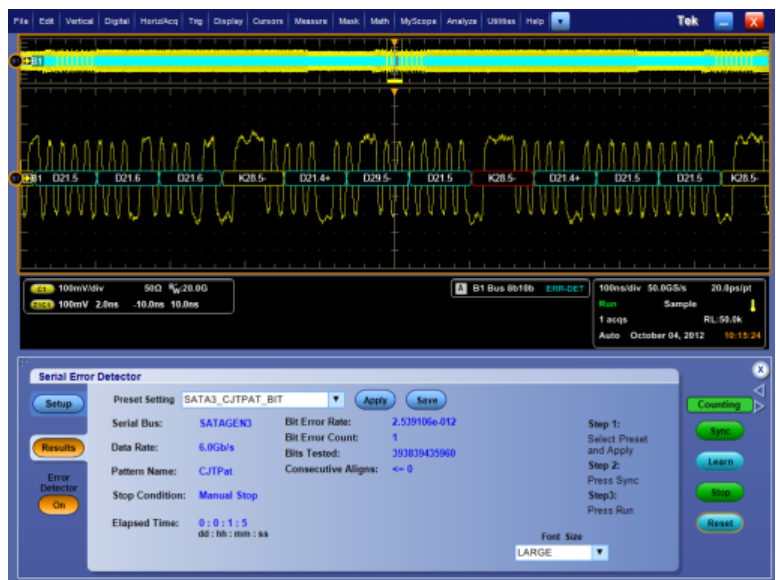 File Edit Vertical Digital Horiz/Acq Trig Display Cursors Measure Mask Math MyScope Analyze Utilities Help Tek X
B1
B1 D21.5 D21.6 D21.6 K28.5- D21.4+ D29.5- D21.5 K28.5- D21.4+ D21.5 D21.5 K28.5-
C1 100mV/div 50Ω BW:20.0G
Z1C1 100mV 2.0ns -10.0ns 10.0ns
A B1 Bus 8b10b ERR-DET
100ns/div 50.0GS/s 20.0ps/pt
Run Sample
1 acqs RL:50.0k
Auto October 04, 2012 10:15:24
Serial Error Detector
X
Setup
Results
Error
Detector
On
Preset Setting SATA3_CJTPAT_BIT Apply Save
Serial Bus: SATAGEN3
Data Rate: 6.0Gb/s
Pattern Name: CJTPat
Stop Condition: Manual Stop
Elapsed Time: 0 : 0 : 1 : 5
dd : hh : mm : ss
Bit Error Rate: 2.539106e-012
Bit Error Count: 1
Bits Tested: 393839435960
Consecutive Aligns: <= 0
Step 1:
Select Preset
and Apply
Step 2:
Press Sync
Step3:
Press Run
Font Size
LARGE
Counting
Sync
Learn
Stop
Reset